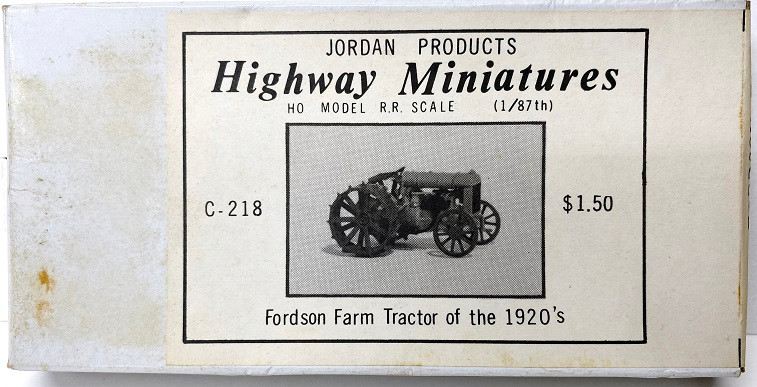 JORDAN PRODUCTS
Highway Miniatures
HO MODEL R.R. SCALE (1/87th)
C-218
$1.50
Fordson Farm Tractor of the 1920's